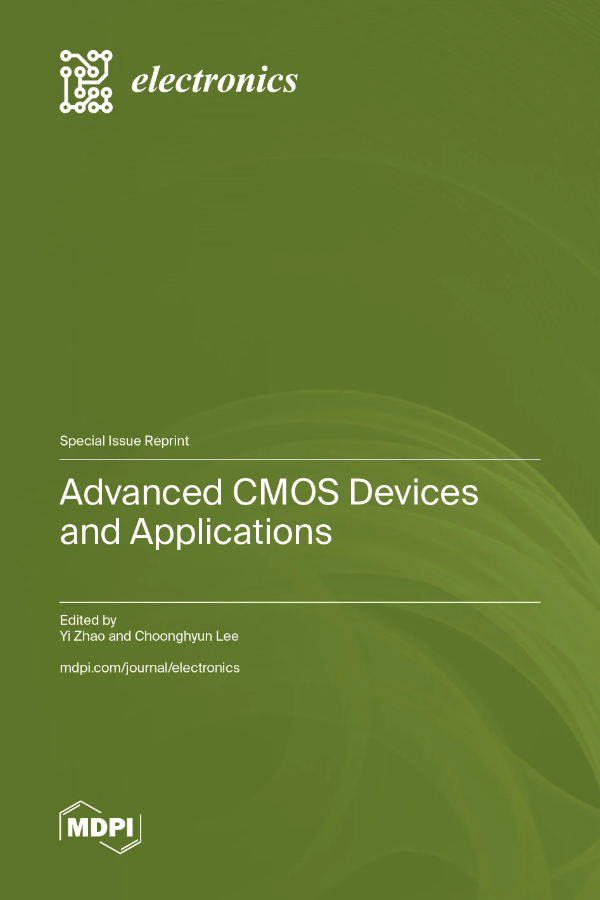 electronics
Special Issue Reprint
Advanced CMOS Devices
and Applications
Edited by
Yi Zhao and Choonghyun Lee
mdpi.com/journal/electronics
MDPI